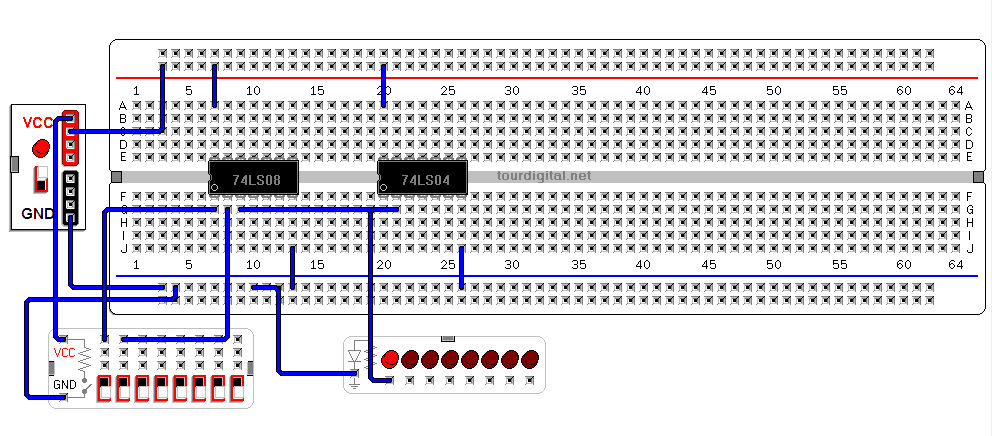 1 5 10 15 20 25 30 35 40 45 50 55 60 64
A A
B B
VCC
C C
D D
E E
74LS08 74LS04 tourdigital.net
F F
GND G G
H H
I I
J J
1 5 10 15 20 25 30 35 40 45 50 55 60 64
VCC
GND